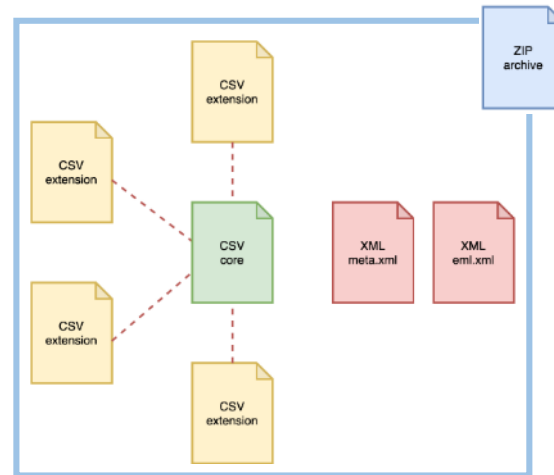 ZIP
archive
CSV
extension
CSV
extension
CSV
core
XML
meta.xml
XML
eml.xml
CSV
extension
CSV
extension